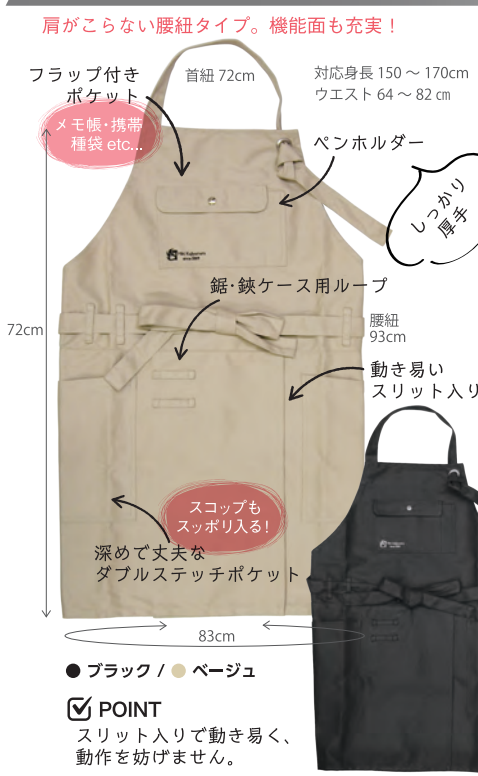 肩がこらない腰紐タイプ。機能面も充実！
フラップ付き
ポケット
首紐 72cm
対応身長 150 〜 170cm
ウエスト 64 〜 82 ㎝
メモ帳・携帯
種袋 etc...
ペンホルダー
しっかり
厚手
鋸・鋏ケース用ループ
72cm
腰紐
93cm
動き易い
スリット入り
スコップも
スッポリ入る！
深めで丈夫な
ダブルステッチポケット
83cm
● ブラック / ● ベージュ
POINT
スリット入りで動き易く、
動作を妨げません。